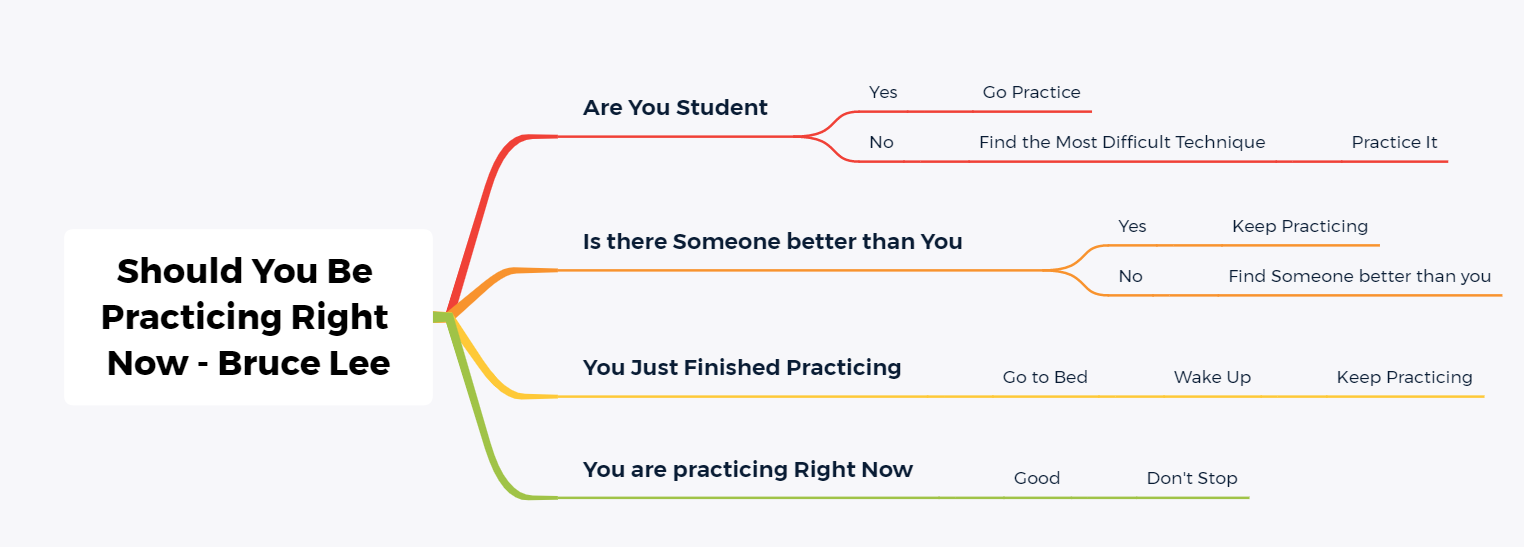 Should You Be
Practicing Right
Now - Bruce Lee
Are You Student
Yes
Go Practice
No
Find the Most Difficult Technique
Practice It
Is there Someone better than You
Yes
Keep Practicing
No
Find Someone better than you
You Just Finished Practicing
Go to Bed
Wake Up
Keep Practicing
You are practicing Right Now
Good
Don't Stop